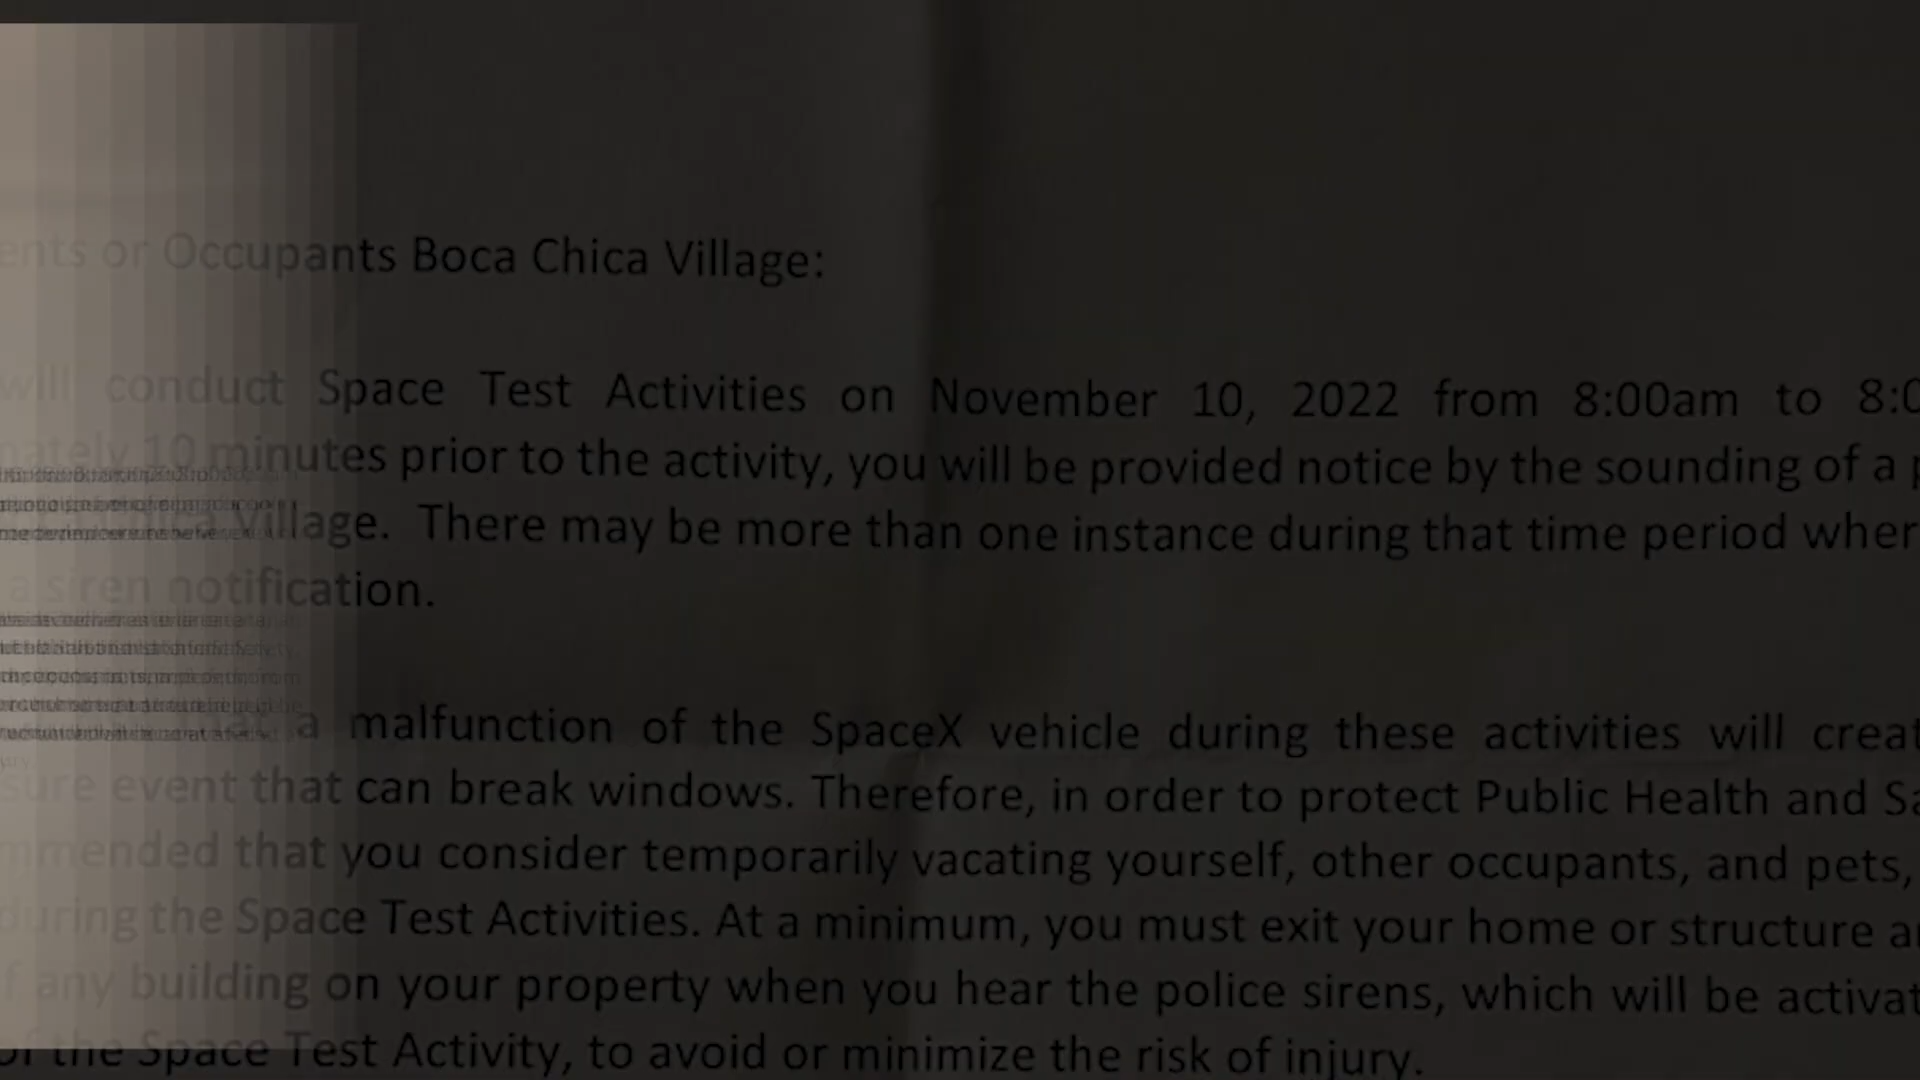 ents or Occupants Boca Chica Village:
will conduct Space Test Activities on November 10, 2022 from 8:00am to 8:0
mately 10 minutes prior to the activity, you will be provided notice by the sounding of a p
Chica Village. There may be more than one instance during that time period wher
a siren notification.
that a malfunction of the SpaceX vehicle during these activities will creat
sure event that can break windows. Therefore, in order to protect Public Health and Sa
mmended that you consider temporarily vacating yourself, other occupants, and pets,
during the Space Test Activities. At a minimum, you must exit your home or structure a
f any building on your property when you hear the police sirens, which will be activat
of the Space Test Activity, to avoid or minimize the risk of injury.